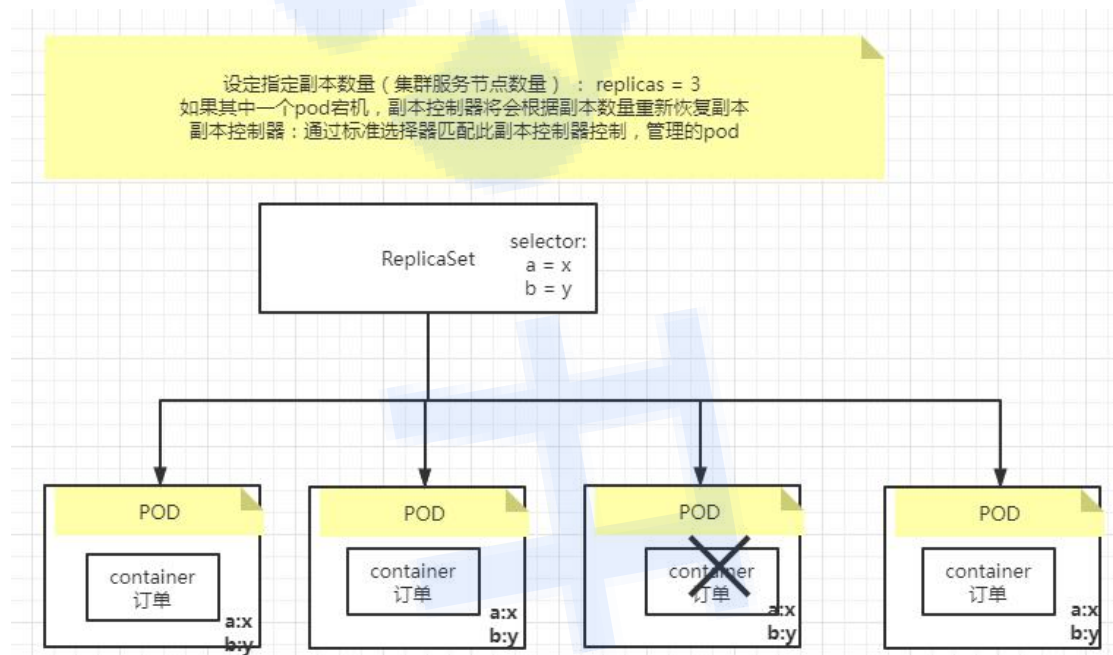 设定指定副本数量（集群服务节点数量）：replicas = 3
如果其中一个pod宕机，副本控制器将会根据副本数量重新恢复副本
副本控制器：通过标准选择器匹配此副本控制器控制，管理的pod
ReplicaSet
selector:
a = x
b = y
POD
container
订单
a:x
b:y
POD
container
订单
a:x
b:y
POD
container
订单
a:x
b:y
POD
container
订单
a:x
b:y